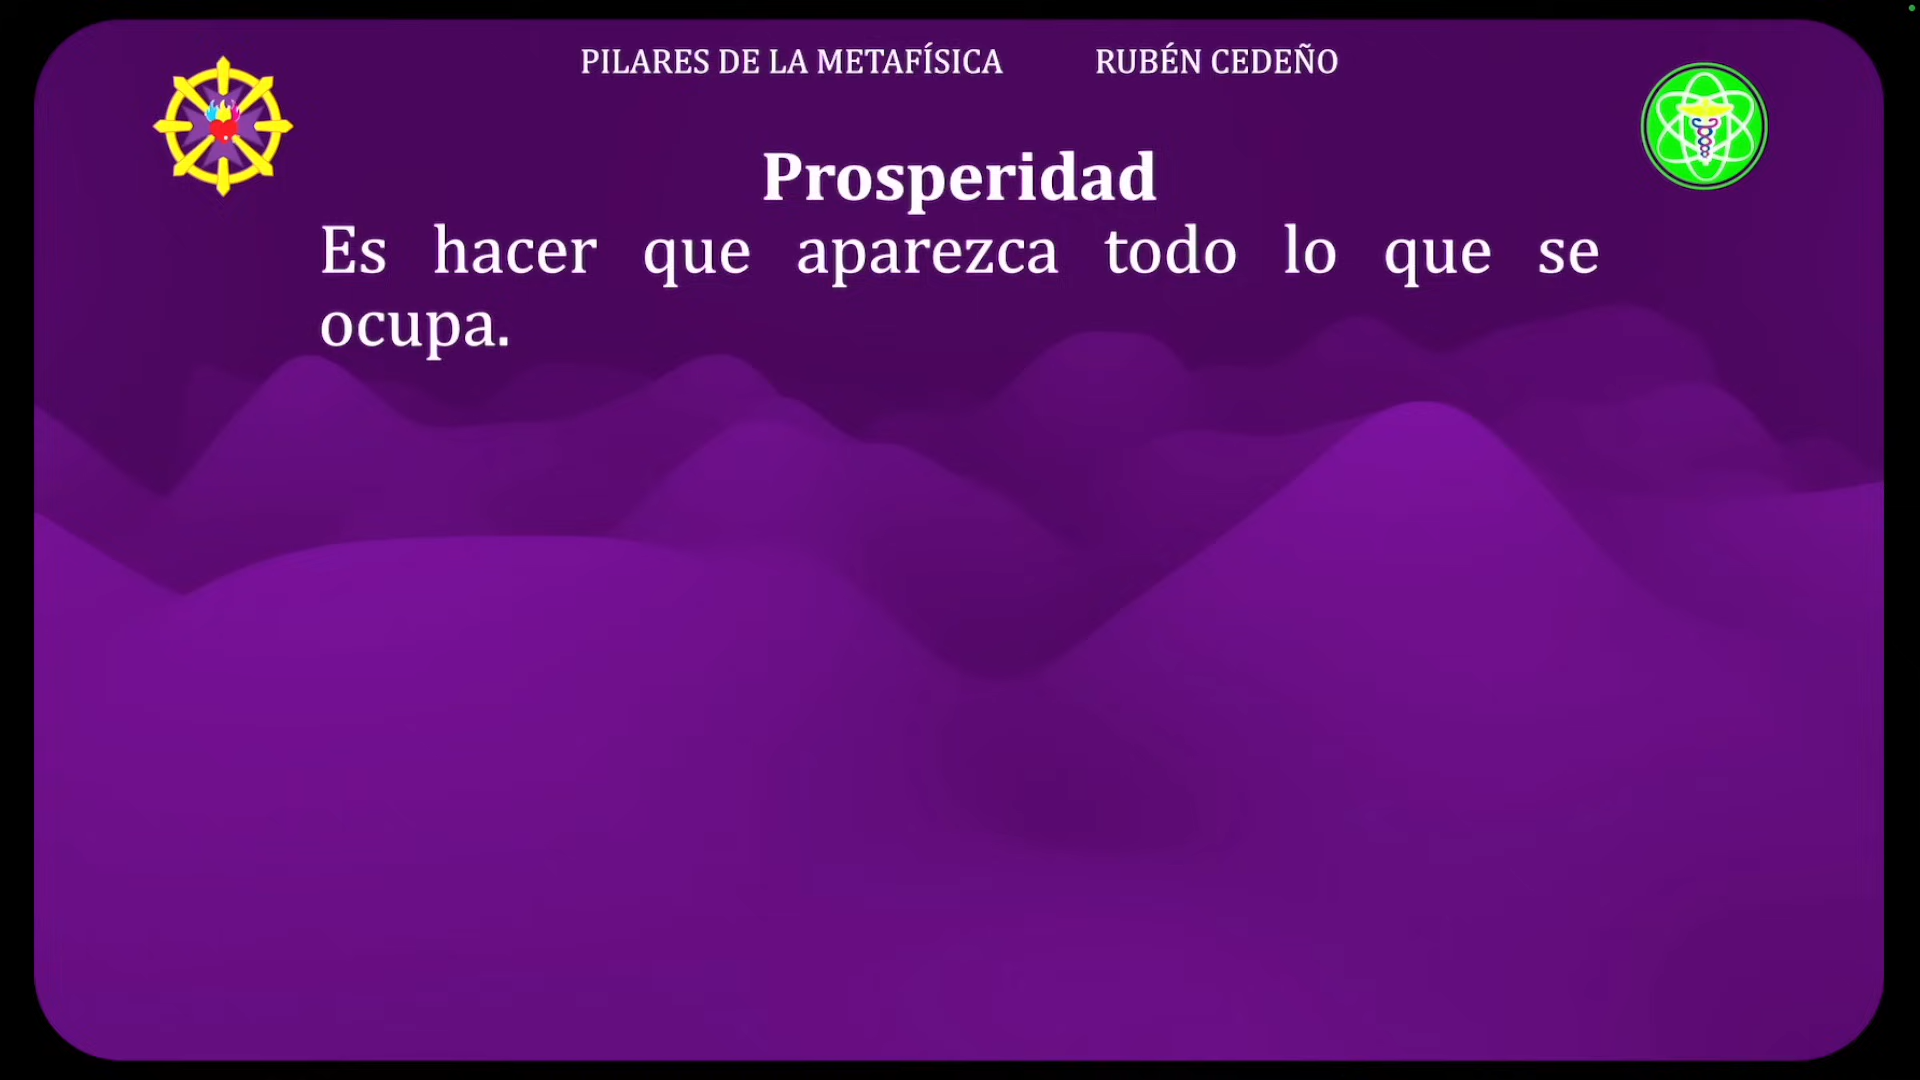 PILARES DE LA METAFÍSICA RUBÉN CEDEÑO
Prosperidad
Es hacer que aparezca todo lo que se
ocupa.